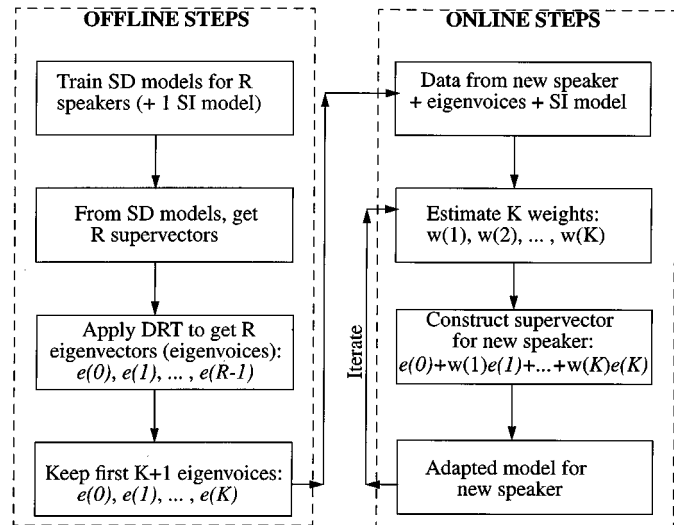 OFFLINE STEPS
Train SD models for R
speakers (+ 1 SI model)
From SD models, get
R supervectors
Apply DRT to get R
eigenvectors (eigenvoices):
e(0), e(1), ... , e(R-1)
Keep first K+1 eigenvoices:
e(0), e(1), ... , e(K)
ONLINE STEPS
Data from new speaker
+ eigenvoices + SI model
Estimate K weights:
w(1), w(2), ... , w(K)
Construct supervector
for new speaker:
e(0)+w(1)e(1)+...+w(K)e(K)
Adapted model for
new speaker
Iterate